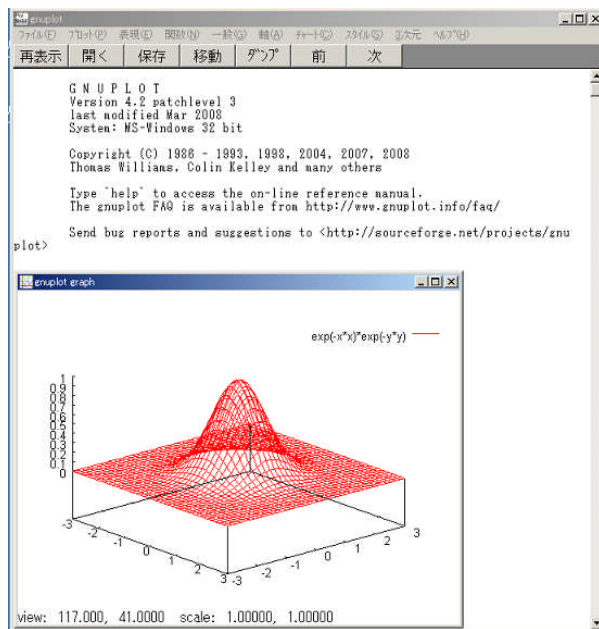 gnuplot
ファイル(F) プロット(P) 表現(E) 関数(N) 一般(G) 軸(A) チャート(C) スタイル(S) 3次元 ヘルプ(H)
再表示 開く 保存 移動 ダンプ 前 次
G N U P L O T
Version 4.2 patchlevel 3
last modified Mar 2008
System: MS-Windows 32 bit
Copyright (C) 1986 - 1993, 1998, 2004, 2007, 2008
Thomas Williams, Colin Kelley and many others
Type `help` to access the on-line reference manual.
The gnuplot FAQ is available from http://www.gnuplot.info/faq/
Send bug reports and suggestions to <http://sourceforge.net/projects/gnu
plot>
gnuplot graph
exp(-x*x)*exp(-y*y)
1
0.9
0.8
0.7
0.6
0.5
0.4
0.3
0.2
0.1
0
-3 -2 -1 0 1 2 3
-3 -2 -1 0 1 2 3
view: 117.000, 41.0000 scale: 1.00000, 1.00000